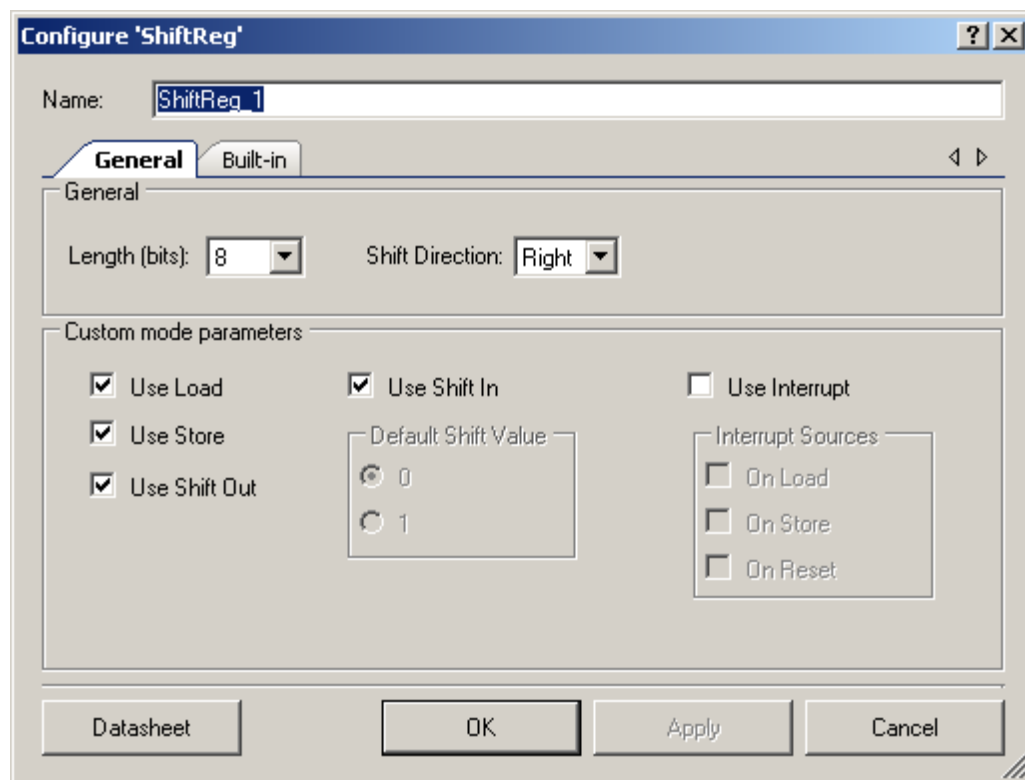 Configure 'ShiftReg'
Name: ShiftReg_1
General Built-in
General
Length (bits): 8 Shift Direction: Right
Custom mode parameters
Use Load Use Shift In Use Interrupt
Use Store Default Shift Value Interrupt Sources
Use Shift Out 0 On Load
1 On Store
On Reset
Datasheet OK Apply Cancel